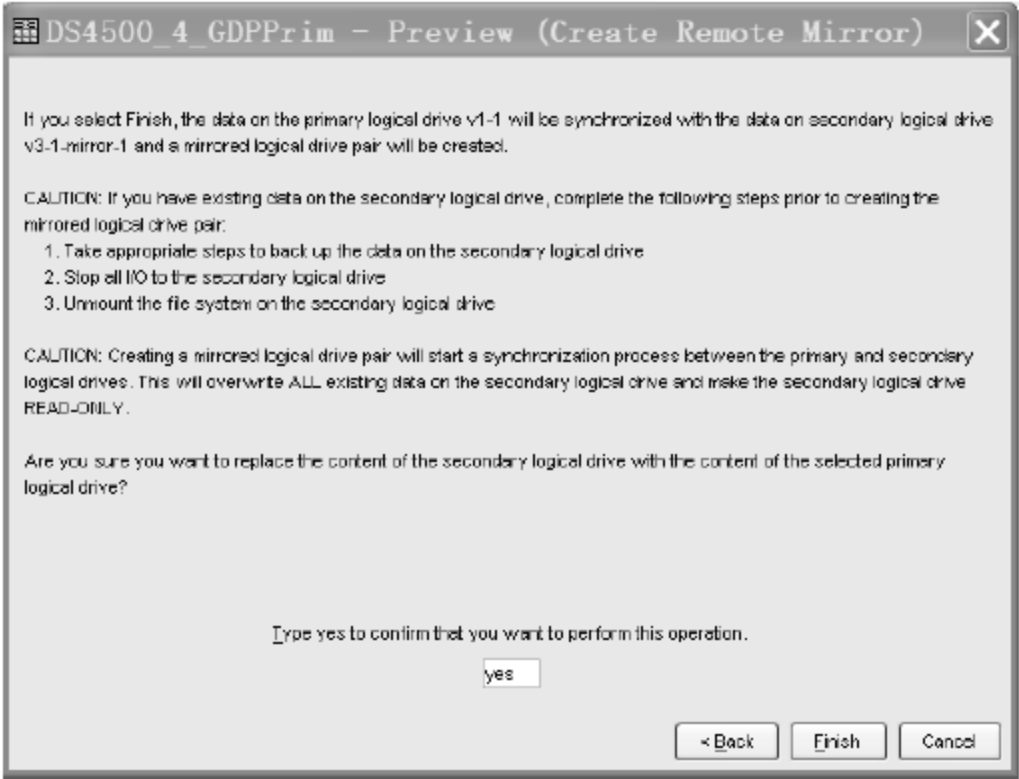 DS4500_4_GDPPrim - Preview (Create Remote Mirror)
If you select Finish, the data on the primary logical drive v1-1 will be synchronized with the data on secondary logical drive
v3-1-mirror-1 and a mirrored logical drive pair will be created.
CAUTION: If you have existing data on the secondary logical drive, complete the following steps prior to creating the
mirrored logical drive pair:
1. Take appropriate steps to back up the data on the secondary logical drive
2. Stop all I/O to the secondary logical drive
3. Unmount the file system on the secondary logical drive
CAUTION: Creating a mirrored logical drive pair will start a synchronization process between the primary and secondary
logical drives. This will overwrite ALL existing data on the secondary logical drive and make the secondary logical drive
READ-ONLY.
Are you sure you want to replace the content of the secondary logical drive with the content of the selected primary
logical drive?
Type yes to confirm that you want to perform this operation.
yes
< Back Finish Cancel